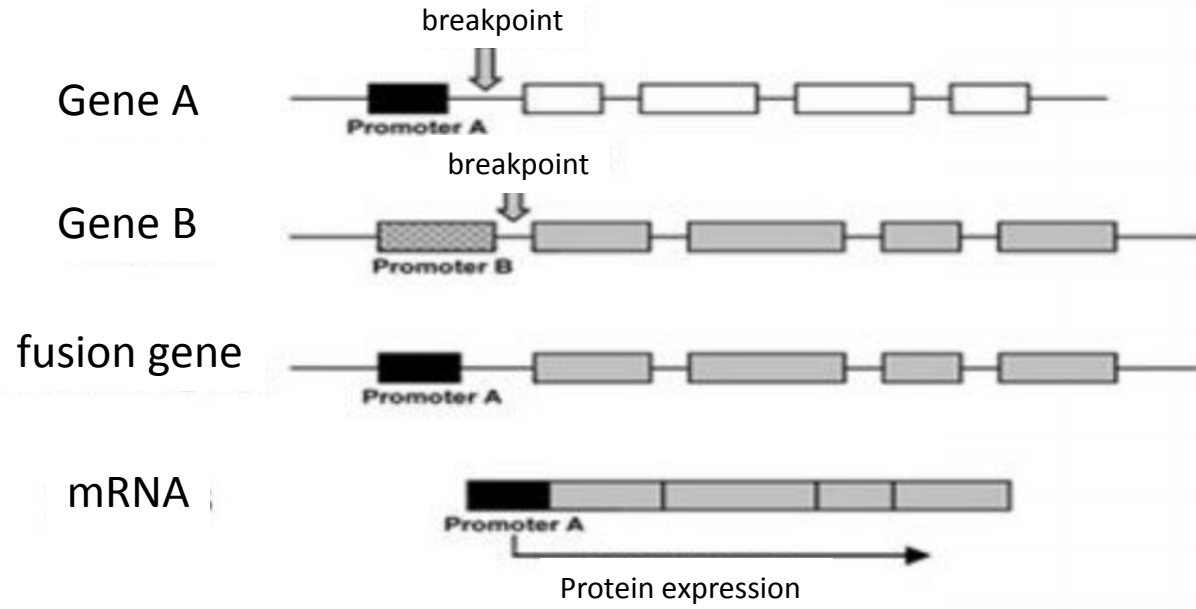 breakpoint
Gene A
Promoter A
breakpoint
Gene B
Promoter B
fusion gene
Promoter A
mRNA
Promoter A
Protein expression